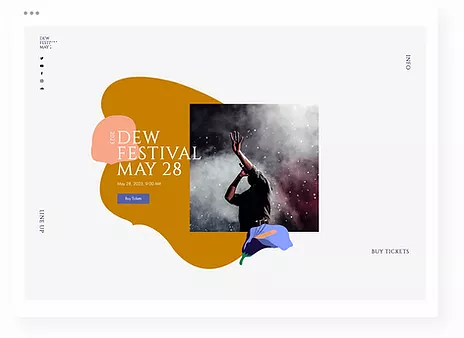 DEW
FESTIVAL
MAY 28
INFO
DEW
FESTIVAL
MAY 28
May 28, 2023, 9:00 AM
Buy Tickets
LINE UP
BUY TICKETS